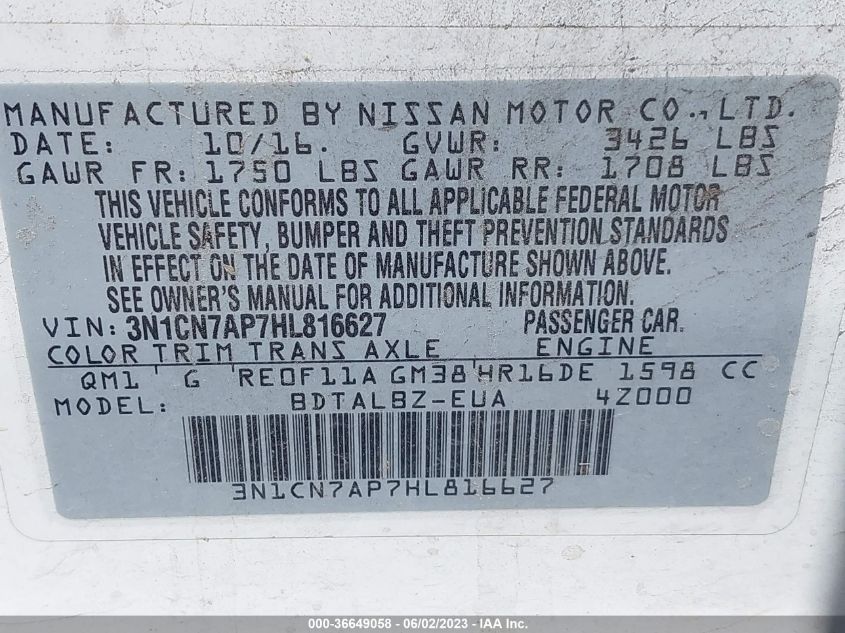 MANUFACTURED BY NISSAN MOTOR CO., LTD.
DATE: 10/16. GVWR: 3426 LBS
GAWR FR: 1750 LBS GAWR RR: 1708 LBS
THIS VEHICLE CONFORMS TO ALL APPLICABLE FEDERAL MOTOR
VEHICLE SAFETY, BUMPER AND THEFT PREVENTION STANDARDS
IN EFFECT ON THE DATE OF MANUFACTURE SHOWN ABOVE.
SEE OWNER'S MANUAL FOR ADDITIONAL INFORMATION.
VIN: 3N1CN7AP7HL816627 PASSENGER CAR.
COLOR TRIM TRANS AXLE ENGINE
QM1 G RE0F11A GM38 HR16DE 1598 CC
MODEL: BDTALBZ-EUA 4Z000
3N1CN7AP7HL816627
000-36649058 - 06/02/2023 - © IAA Inc.